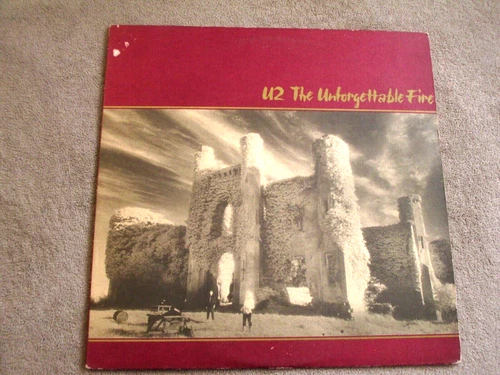 U2 The Unforgettable Fire